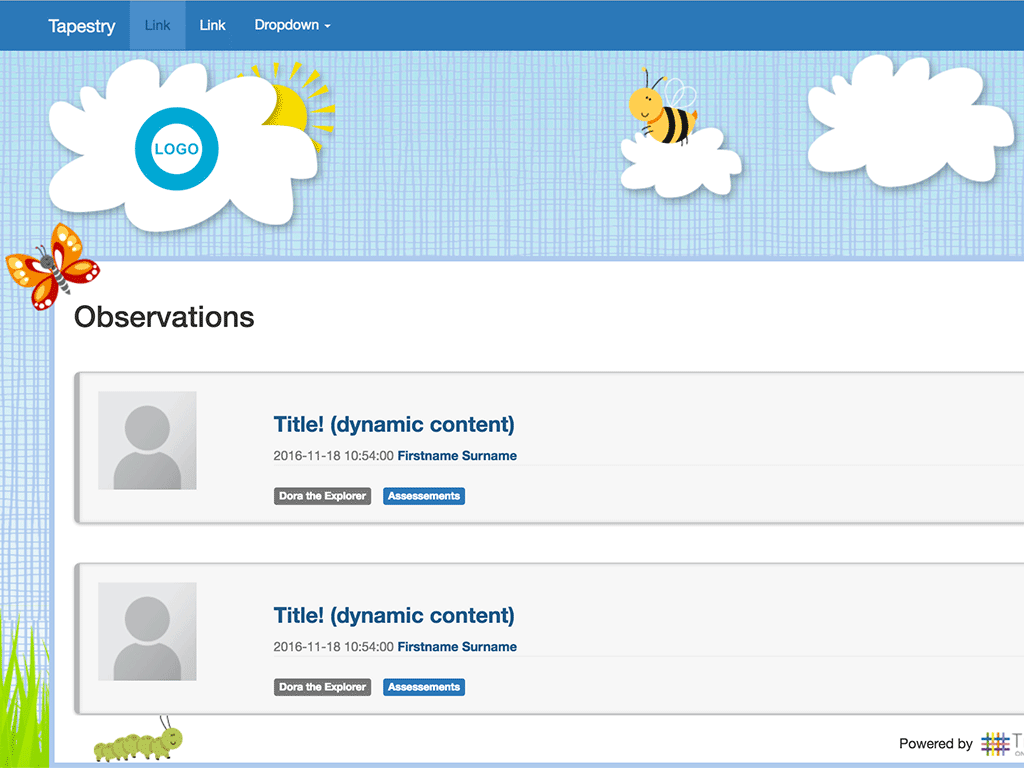 Tapestry Link Link Dropdown
LOGO
Observations
Title! (dynamic content)
2016-11-18 10:54:00 Firstname Surname
Dora the Explorer Assessements
Title! (dynamic content)
2016-11-18 10:54:00 Firstname Surname
Dora the Explorer Assessements
Powered by